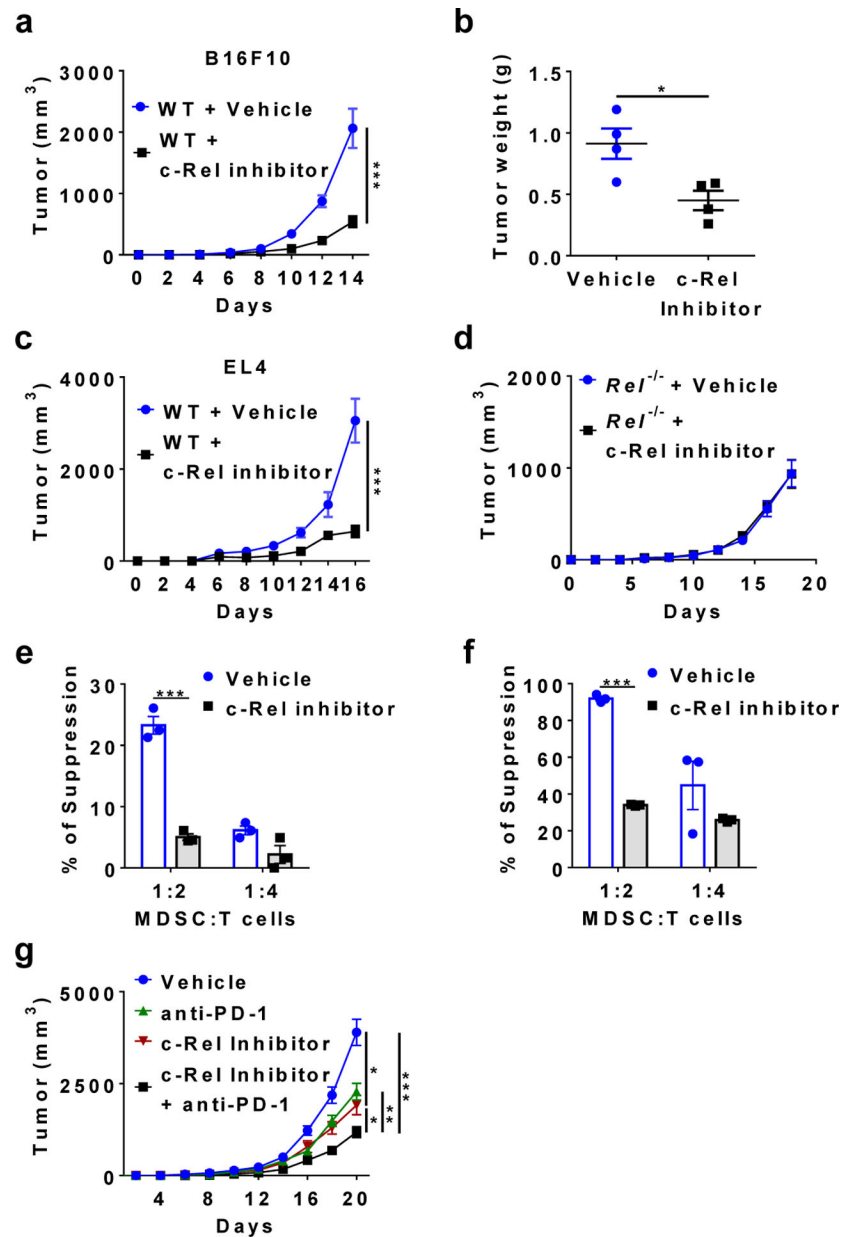 a
B16F10
Tumor (mm³)
3000
2000
1000
0
WT + Vehicle
WT +
c-Rel inhibitor
***
0 2 4 6 8 10 12 14
Days
b
Tumor weight (g)
1.5
1.0
0.5
0.0
*
Vehicle c-Rel
Inhibitor
c
EL4
Tumor (mm³)
4000
2000
0
WT + Vehicle
WT +
c-Rel inhibitor
***
0 2 4 6 8 10 12 14 16
Days
d
Tumor (mm³)
2000
1000
0
Rel⁻/⁻ + Vehicle
Rel⁻/⁻ +
c-Rel inhibitor
0 5 10 15 20
Days
e
% of Suppression
30
20
10
0
***
Vehicle
c-Rel inhibitor
1:2 1:4
MDSC:T cells
f
% of Suppression
100
80
60
40
20
0
***
Vehicle
c-Rel inhibitor
1:2 1:4
MDSC:T cells
g
Tumor (mm³)
5000
2500
0
Vehicle
anti-PD-1
c-Rel Inhibitor
c-Rel Inhibitor
+ anti-PD-1
*
*
**
***
4 8 12 16 20
Days